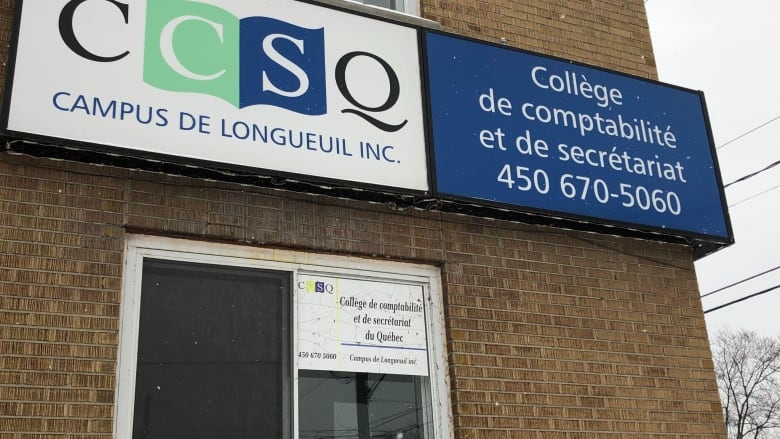 CCSQ
CAMPUS DE LONGUEUIL INC.
Collège
de comptabilité
et de secrétariat
450 670-5060
CCSQ
Collège de comptabilité
et de secrétariat
du Québec
450 670 5060
Campus de Longueuil inc.